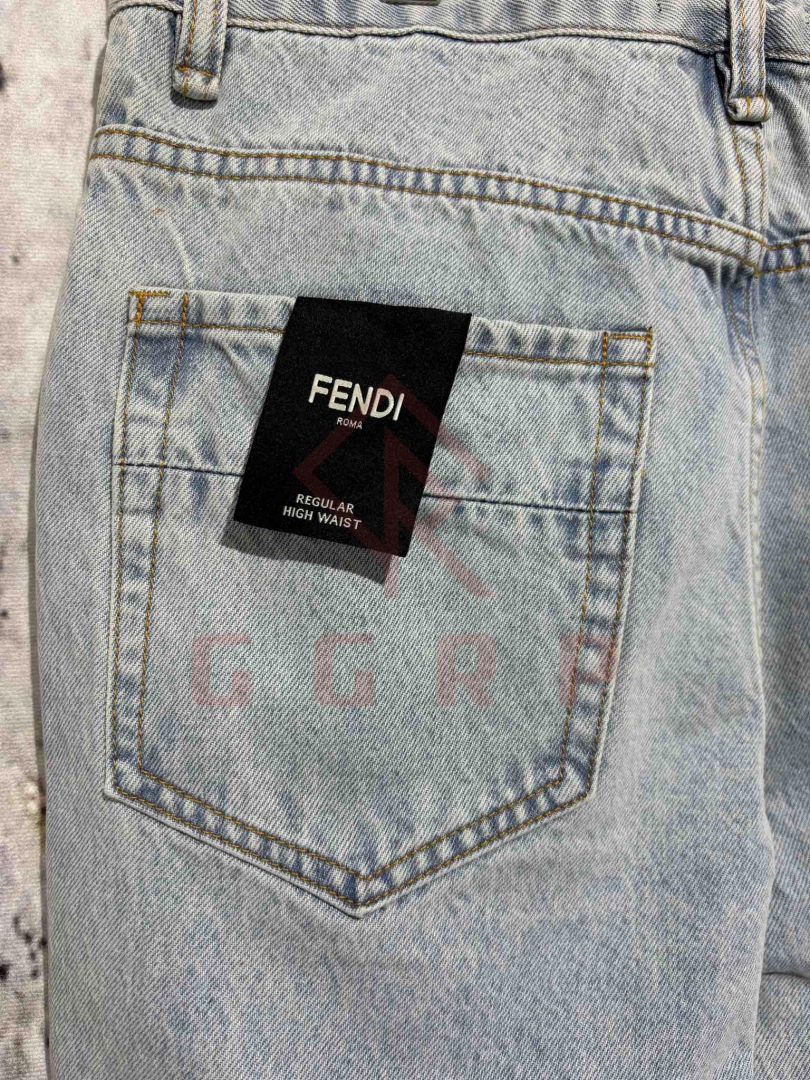 FENDI
ROMA
REGULAR
HIGH WAIST
GGRP